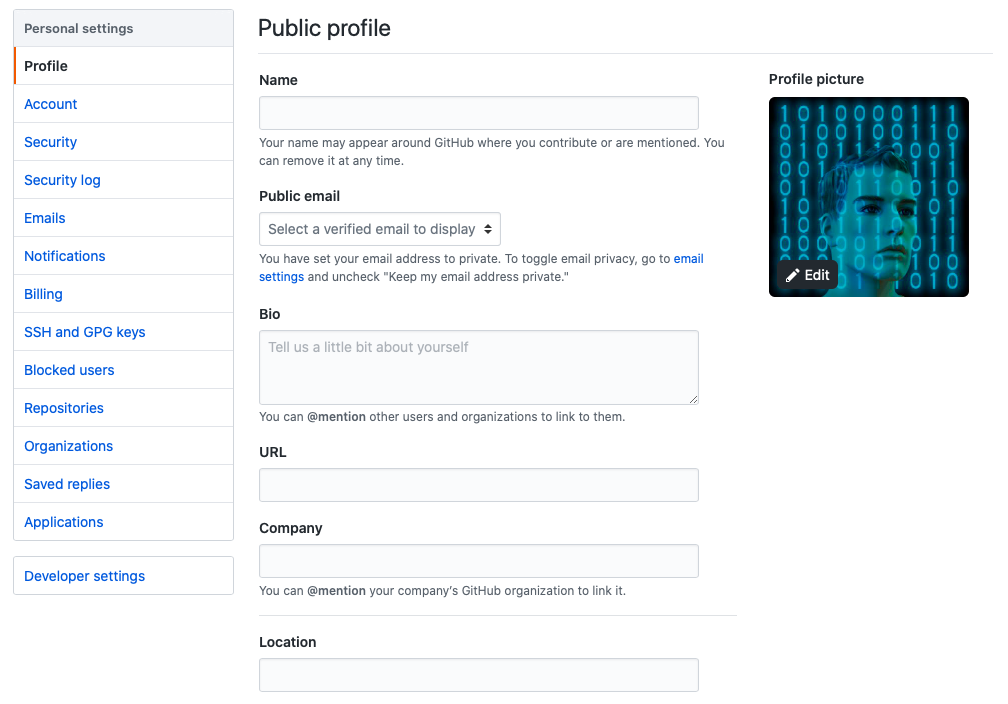 Personal settings
Profile
Account
Security
Security log
Emails
Notifications
Billing
SSH and GPG keys
Blocked users
Repositories
Organizations
Saved replies
Applications
Developer settings
Public profile
Name
Your name may appear around GitHub where you contribute or are mentioned. You
can remove it at any time.
Public email
Select a verified email to display
You have set your email address to private. To toggle email privacy, go to email
settings and uncheck "Keep my email address private."
Bio
Tell us a little bit about yourself
You can @mention other users and organizations to link to them.
URL
Company
You can @mention your company's GitHub organization to link it.
Location
Profile picture
Edit